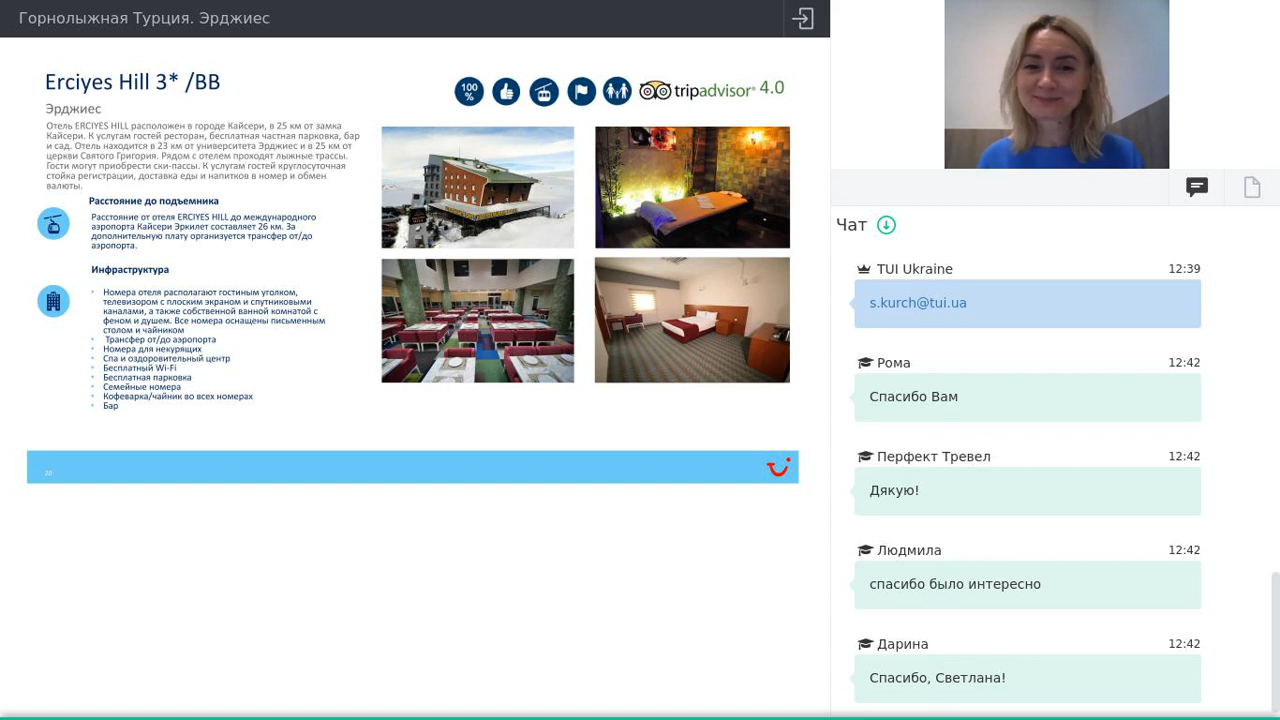 Горнолыжная Турция. Эрджиес
Erciyes Hill 3* /BB
100
%
tripadvisor® 4.0
Эрджиес
Отель ERCIYES HILL расположен в городе Кайсери, в 25 км от замка
Кайсери. К услугам гостей ресторан, бесплатная частная парковка, бар
и сад. Отель находится в 23 км от университета Эрджиес и в 25 км от
церкви Святого Григория. Рядом с отелем проходят лыжные трассы.
Гости могут приобрести ски-пассы. К услугам гостей круглосуточная
стойка регистрации, доставка еды и напитков в номер и обмен
валюты.
Расстояние до подъемника
Расстояние от отеля ERCIYES HILL до международного
аэропорта Кайсери Эркилет составляет 26 км. За
дополнительную плату организуется трансфер от/до
аэропорта.
Инфраструктура
• Номера отеля располагают гостиным уголком,
телевизором с плоским экраном и спутниковыми
каналами, а также собственной ванной комнатой с
феном и душем. Все номера оснащены письменным
столом и чайником
• Трансфер от/до аэропорта
• Номера для некурящих
• Спа и оздоровительный центр
• Бесплатный Wi-Fi
• Бесплатная парковка
• Семейные номера
• Кофеварка/чайник во всех номерах
• Бар
22
Чат
TUI Ukraine 12:39
s.kurch@tui.ua
Рома 12:42
Спасибо Вам
Перфект Тревел 12:42
Дякую!
Людмила 12:42
спасибо было интересно
Дарина 12:42
Спасибо, Светлана!